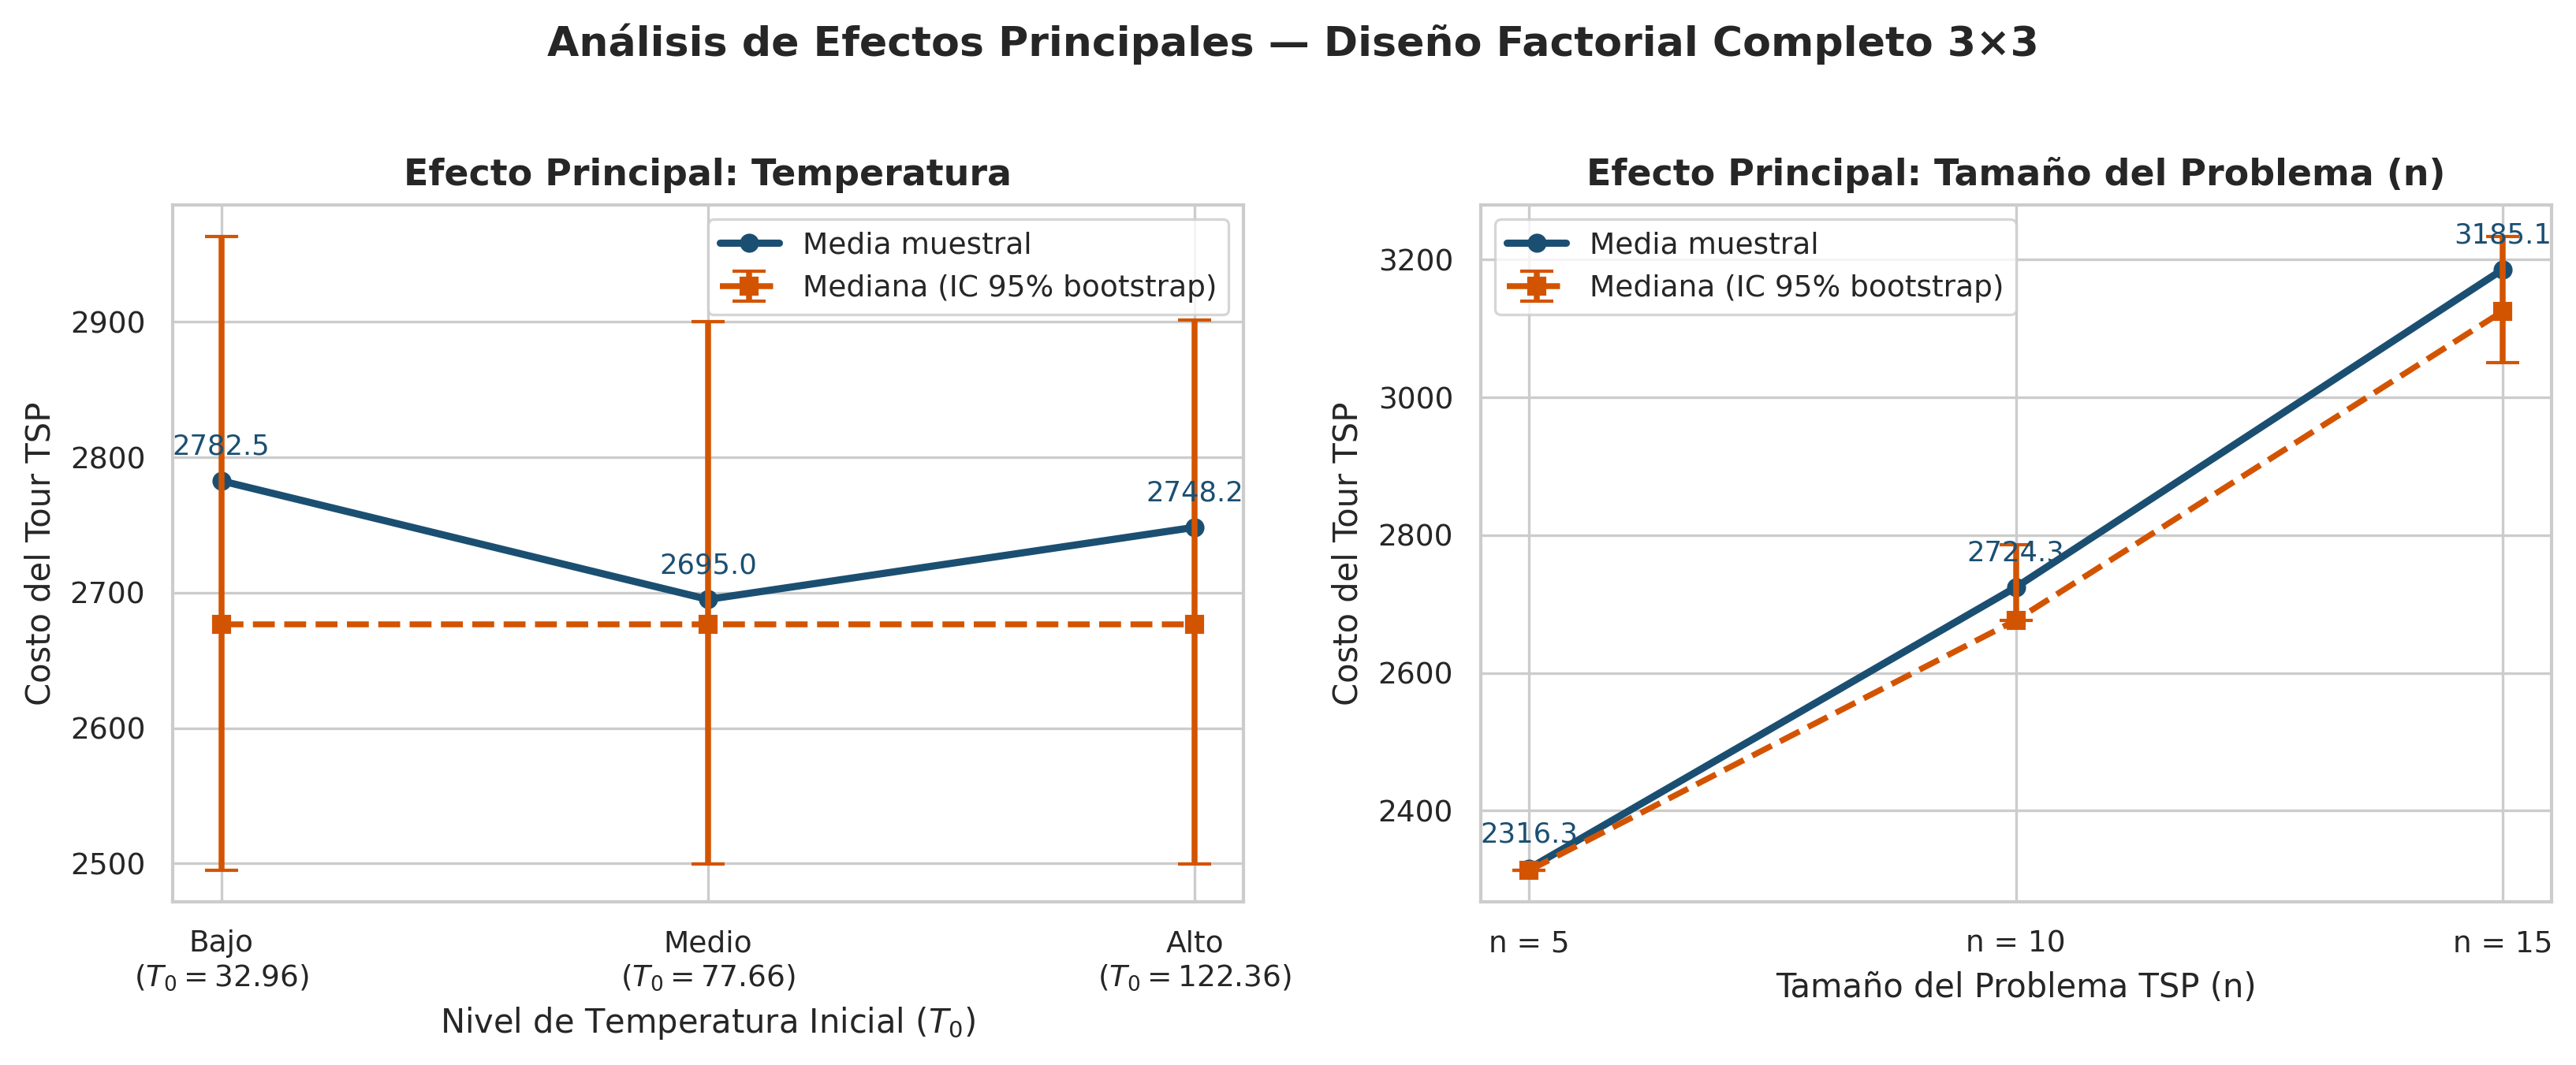 Análisis de Efectos Principales — Diseño Factorial Completo 3×3
Efecto Principal: Temperatura
Media muestral
Mediana (IC 95% bootstrap)
Costo del Tour TSP
2900
2800
2700
2600
2500
2782.5
2695.0
2748.2
Bajo
(T₀ = 32.96)
Medio
(T₀ = 77.66)
Alto
(T₀ = 122.36)
Nivel de Temperatura Inicial (T₀)
Efecto Principal: Tamaño del Problema (n)
Media muestral
Mediana (IC 95% bootstrap)
Costo del Tour TSP
3200
3000
2800
2600
2400
2316.3
2724.3
3185.1
n = 5
n = 10
n = 15
Tamaño del Problema TSP (n)